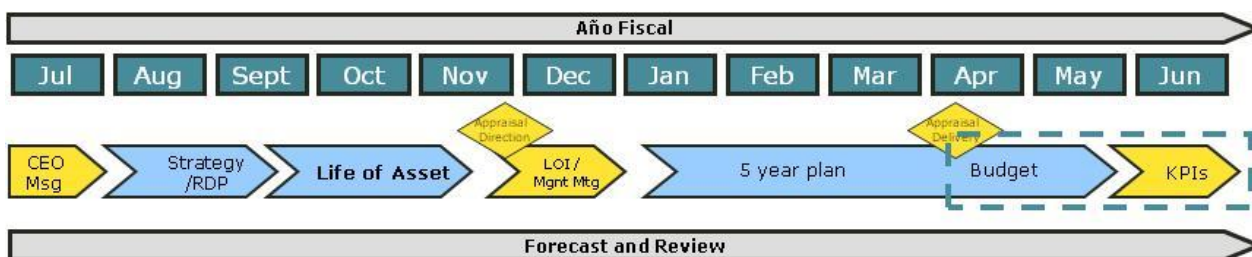 Año Fiscal
Jul Aug Sept Oct Nov Dec Jan Feb Mar Apr May Jun
Appraisal
Direction
Appraisal
Delivery
CEO
Msg
Strategy
/RDP
Life of Asset
LOI/
Mgnt Mtg
5 year plan
Budget
KPIs
Forecast and Review